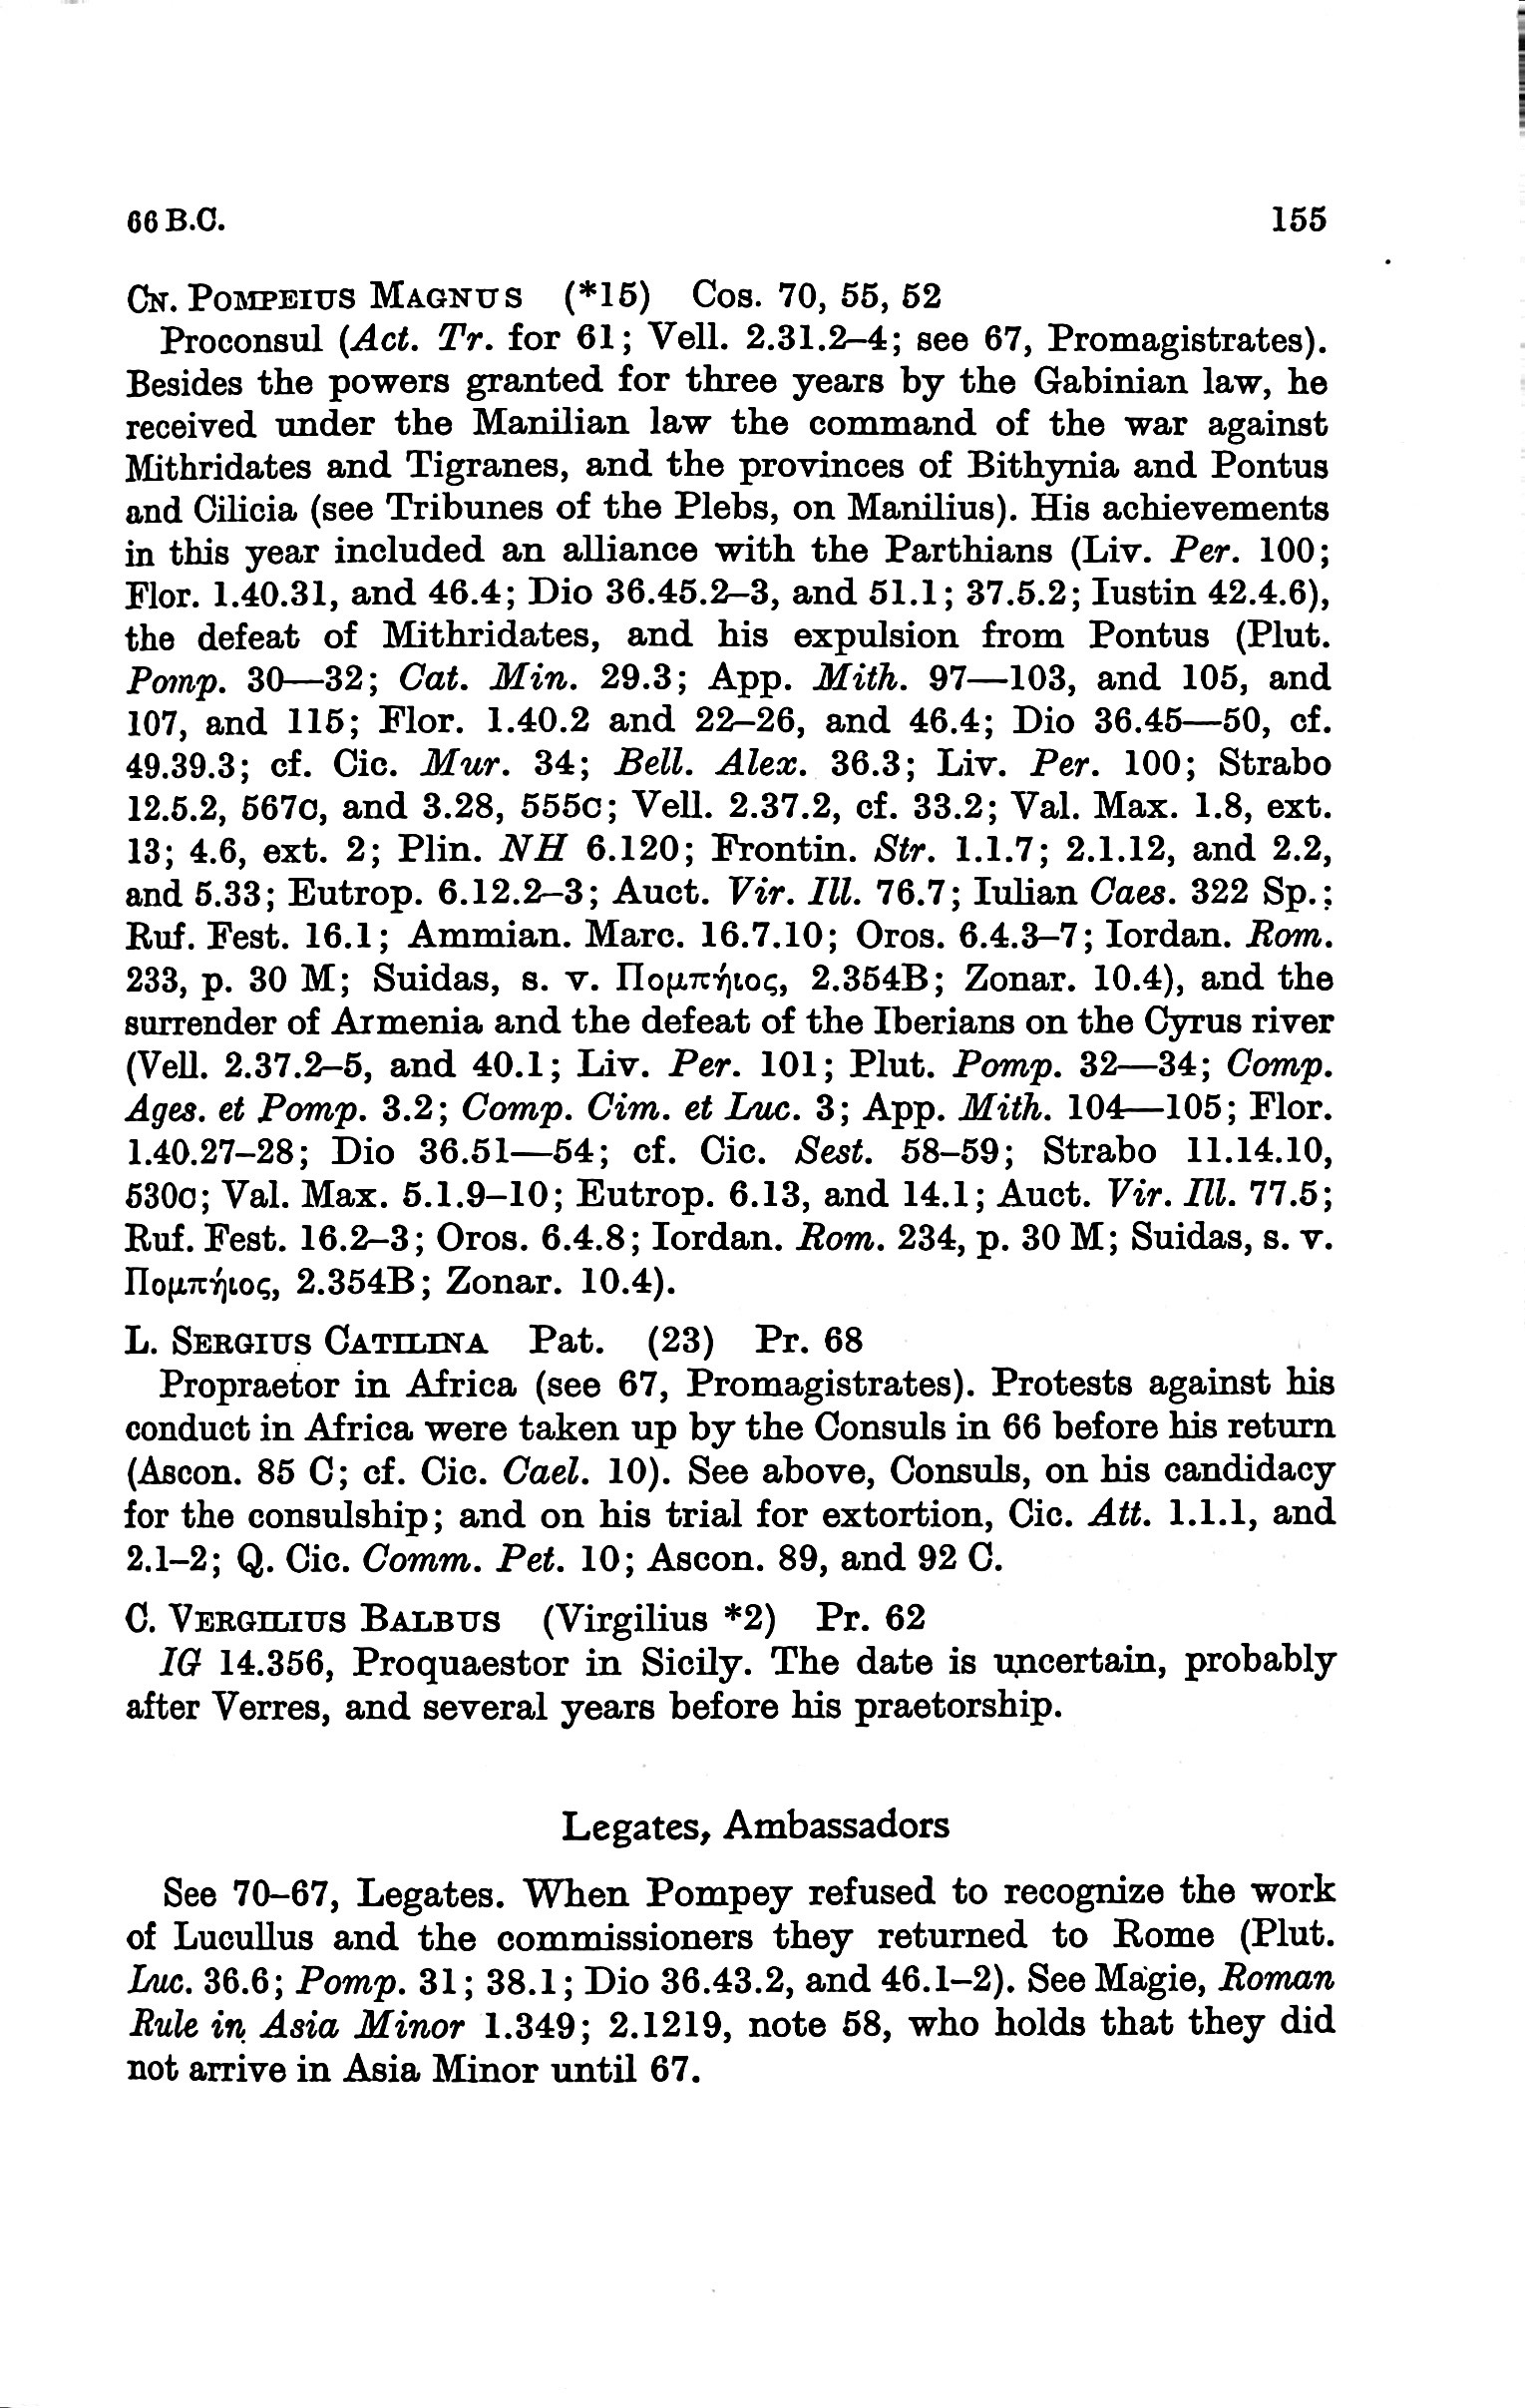 66 B.C. 155
CN. POMPEIUS MAGNUS (*15) Cos. 70, 55, 52
Proconsul (Act. Tr. for 61; Vell. 2.31.2–4; see 67, Promagistrates).
Besides the powers granted for three years by the Gabinian law, he
received under the Manilian law the command of the war against
Mithridates and Tigranes, and the provinces of Bithynia and Pontus
and Cilicia (see Tribunes of the Plebs, on Manilius). His achievements
in this year included an alliance with the Parthians (Liv. Per. 100;
Flor. 1.40.31, and 46.4; Dio 36.45.2–3, and 51.1; 37.5.2; Iustin 42.4.6),
the defeat of Mithridates, and his expulsion from Pontus (Plut.
Pomp. 30—32; Cat. Min. 29.3; App. Mith. 97—103, and 105, and
107, and 115; Flor. 1.40.2 and 22–26, and 46.4; Dio 36.45—50, cf.
49.39.3; cf. Cic. Mur. 34; Bell. Alex. 36.3; Liv. Per. 100; Strabo
12.5.2, 567C, and 3.28, 555C; Vell. 2.37.2, cf. 33.2; Val. Max. 1.8, ext.
13; 4.6, ext. 2; Plin. NH 6.120; Frontin. Str. 1.1.7; 2.1.12, and 2.2,
and 5.33; Eutrop. 6.12.2–3; Auct. Vir. Ill. 76.7; Iulian Caes. 322 Sp.;
Ruf. Fest. 16.1; Ammian. Marc. 16.7.10; Oros. 6.4.3–7; Iordan. Rom.
233, p. 30 M; Suidas, s. v. Πομπήιος, 2.354B; Zonar. 10.4), and the
surrender of Armenia and the defeat of the Iberians on the Cyrus river
(Vell. 2.37.2–5, and 40.1; Liv. Per. 101; Plut. Pomp. 32—34; Comp.
Ages. et Pomp. 3.2; Comp. Cim. et Luc. 3; App. Mith. 104—105; Flor.
1.40.27–28; Dio 36.51—54; cf. Cic. Sest. 58–59; Strabo 11.14.10,
530C; Val. Max. 5.1.9–10; Eutrop. 6.13, and 14.1; Auct. Vir. Ill. 77.5;
Ruf. Fest. 16.2–3; Oros. 6.4.8; Iordan. Rom. 234, p. 30 M; Suidas, s. v.
Πομπήιος, 2.354B; Zonar. 10.4).
L. SERGIUS CATILINA Pat. (23) Pr. 68
Propraetor in Africa (see 67, Promagistrates). Protests against his
conduct in Africa were taken up by the Consuls in 66 before his return
(Ascon. 85 C; cf. Cic. Cael. 10). See above, Consuls, on his candidacy
for the consulship; and on his trial for extortion, Cic. Att. 1.1.1, and
2.1–2; Q. Cic. Comm. Pet. 10; Ascon. 89, and 92 C.
C. VERGILIUS BALBUS (Virgilius *2) Pr. 62
IG 14.356, Proquaestor in Sicily. The date is uncertain, probably
after Verres, and several years before his praetorship.
Legates, Ambassadors
See 70–67, Legates. When Pompey refused to recognize the work
of Lucullus and the commissioners they returned to Rome (Plut.
Luc. 36.6; Pomp. 31; 38.1; Dio 36.43.2, and 46.1–2). See Magie, Roman
Rule in Asia Minor 1.349; 2.1219, note 58, who holds that they did
not arrive in Asia Minor until 67.